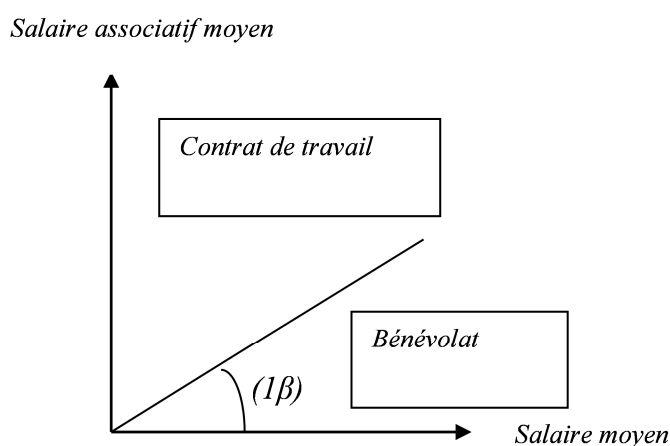 Salaire associatif moyen
Contrat de travail
Bénévolat
(1β)
Salaire moyen